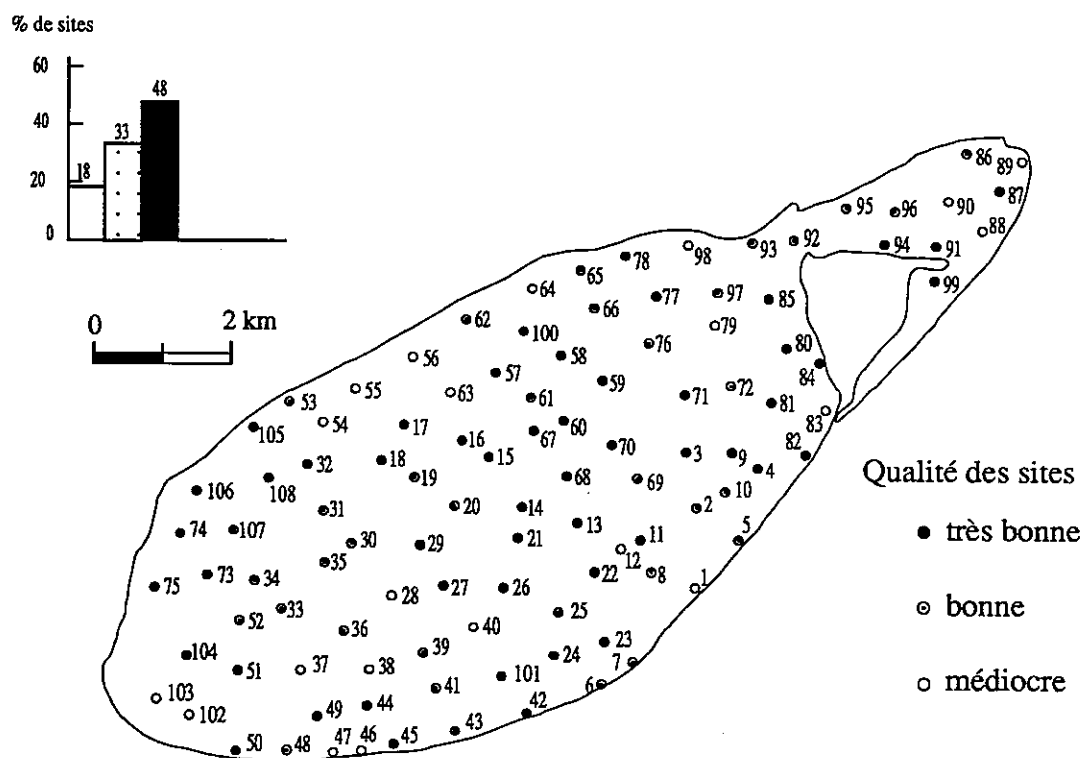 % de sites
60
48
40
33
20
18
0
0 2 km
86
89
95 96 90 87
88
98 93 92 94 91
78
65 99
64 66 77 97 85
62 79
100 76 80
56 58 84
57 59 72
55 63 61 71 81 83
53
54 17 60
105 16 67 70 3 9 82
32 18 15 4
108 19 68 69 10
106 20 14 2
31 13 5
74 107 21 11
30 29 12
35 22 8 1
75 73 34 27 26
28 25
33
52 36 40
39 23
104 51 24 7
37 38 101
103 41 6
102 49 44 42
43
50 48 47 46 45
Qualité des sites
très bonne
bonne
médiocre